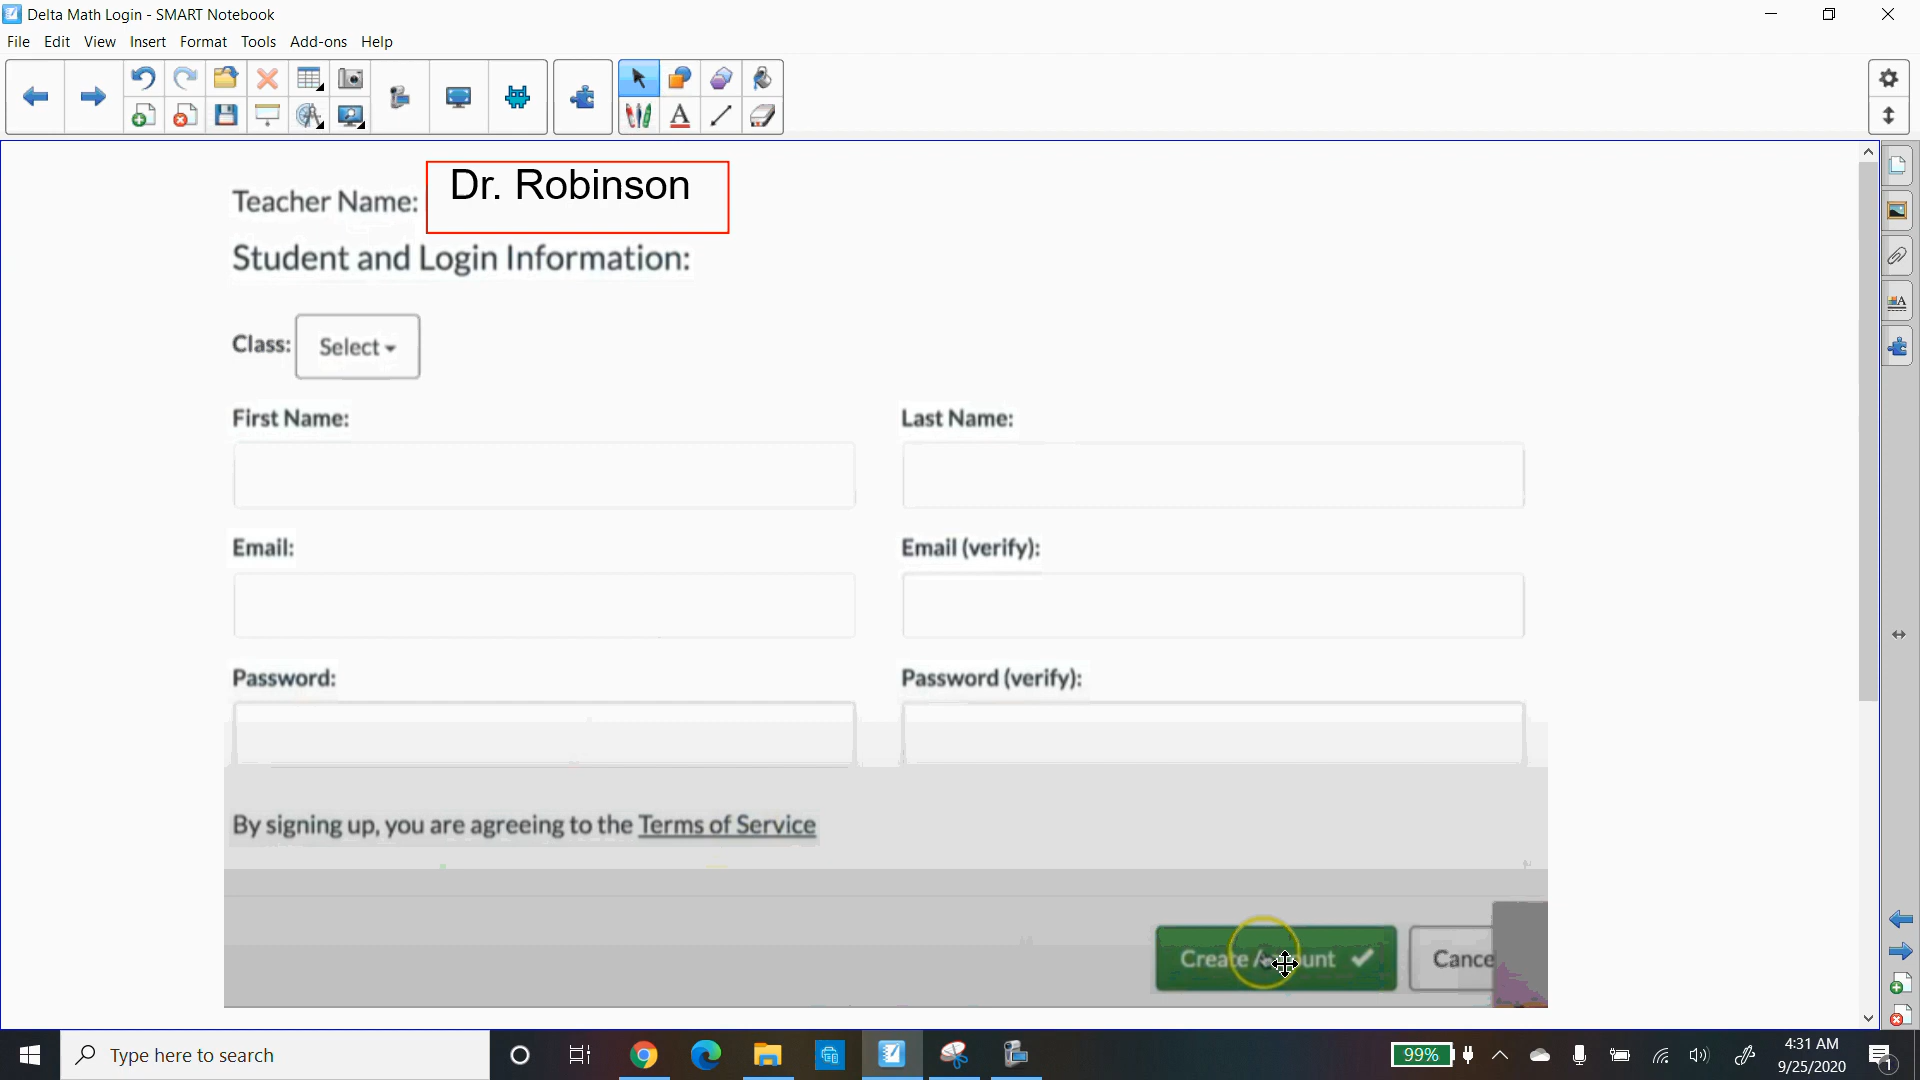 Delta Math Login - SMART Notebook
File Edit View Insert Format Tools Add-ons Help
Teacher Name: Dr. Robinson
Student and Login Information:
Class: Select
First Name: Last Name:
Email: Email (verify):
Password: Password (verify):
By signing up, you are agreeing to the Terms of Service
Create
Type here to search
99%
4:31 AM
9/25/2020
1